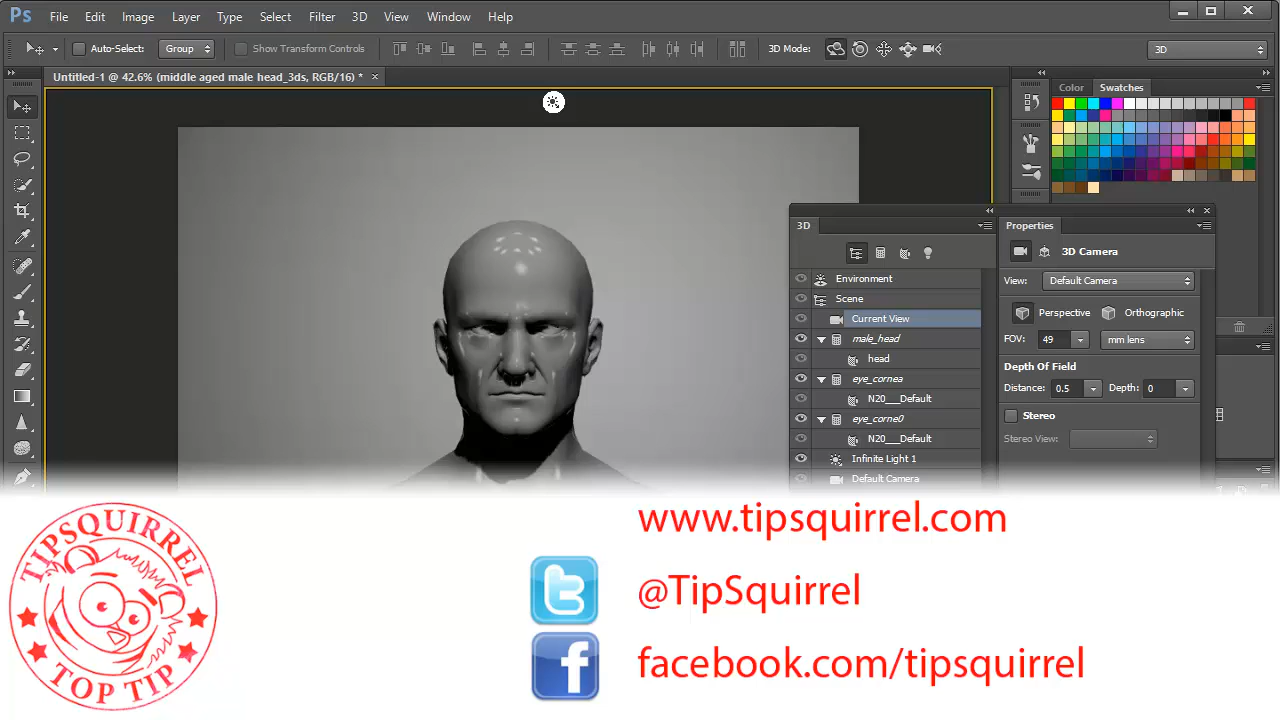 Ps File Edit Image Layer Type Select Filter 3D View Window Help
Auto-Select: Group Show Transform Controls 3D Mode: 3D
Untitled-1 @ 42.6% (middle aged male head_3ds, RGB/16) *
Color Swatches
3D
Environment
Scene
Current View
male_head
head
eye_cornea
N20__Default
eye_corne0
N20__Default
Infinite Light 1
Default Camera
Properties
3D Camera
View: Default Camera
Perspective Orthographic
FOV: 49 mm lens
Depth Of Field
Distance: 0.5 Depth: 0
Stereo
Stereo View:
TIPSQUIRREL
TOP TIP
www.tipsquirrel.com
@TipSquirrel
facebook.com/tipsquirrel